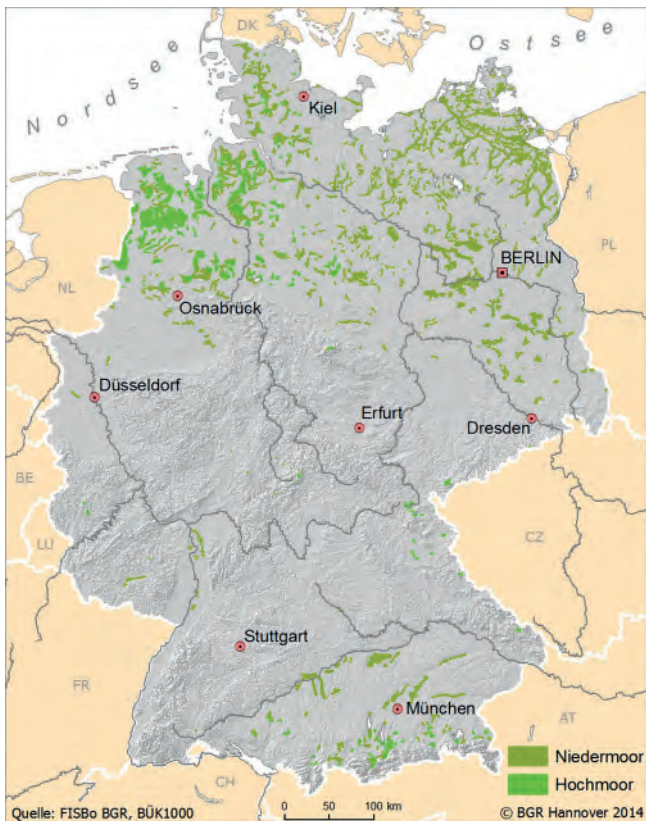 DK
Ostsee
Nordsee
Kiel
PL
BERLIN
NL
Osnabrück
Düsseldorf
Erfurt
Dresden
BE
LU
CZ
Stuttgart
FR
München
AT
Niedermoor
Hochmoor
CH
Quelle: FISBo BGR, BÜK1000
0 50 100 km
© BGR Hannover 2014